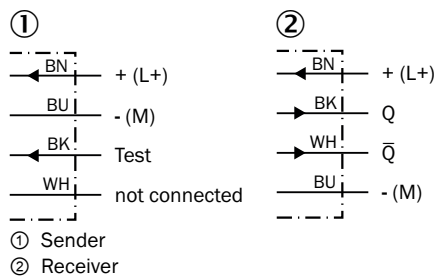 ①
BN + (L+)
BU - (M)
BK Test
WH not connected
②
BN + (L+)
BK Q
WH Q̅
BU - (M)
① Sender
② Receiver